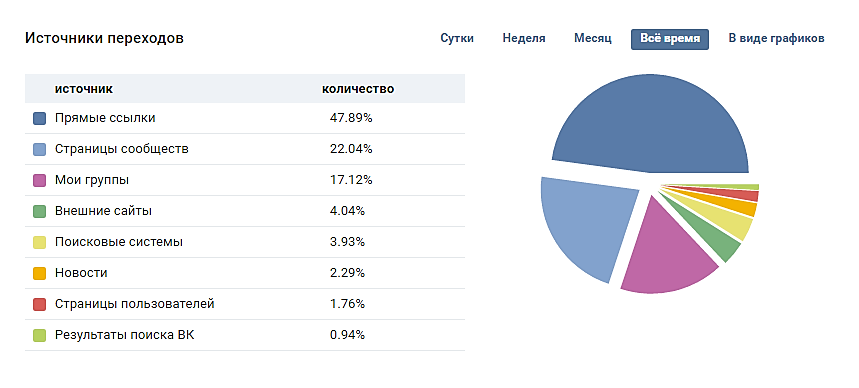 Источники переходов Сутки Неделя Месяц Всё время В виде графиков
источник количество
Прямые ссылки 47.89%
Страницы сообществ 22.04%
Мои группы 17.12%
Внешние сайты 4.04%
Поисковые системы 3.93%
Новости 2.29%
Страницы пользователей 1.76%
Результаты поиска ВК 0.94%